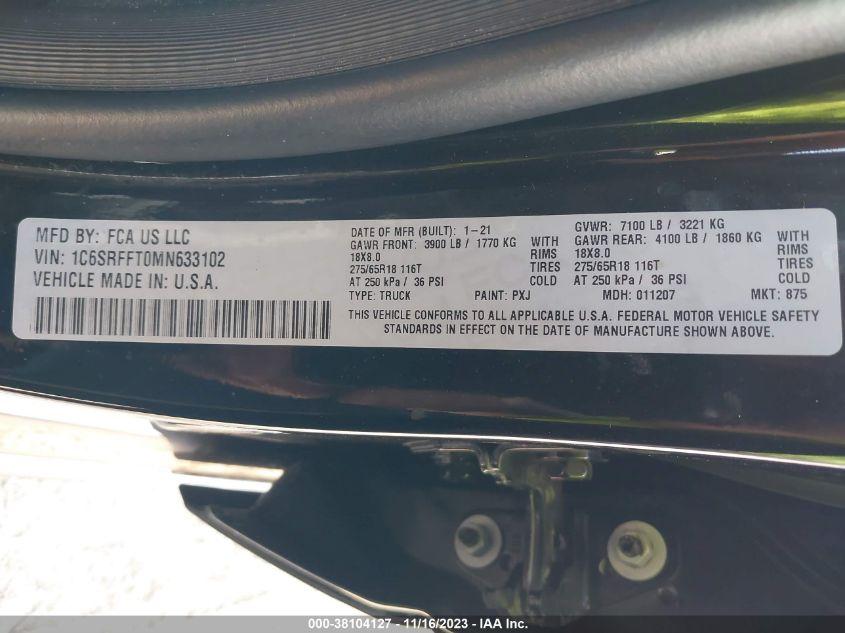 MFD BY: FCA US LLC
VIN: 1C6SRFFT0MN633102
VEHICLE MADE IN: U.S.A.
DATE OF MFR (BUILT): 1-21
GAWR FRONT: 3900 LB / 1770 KG WITH
18X8.0 RIMS
275/65R18 116T TIRES
AT 250 kPa / 36 PSI COLD
TYPE: TRUCK PAINT: PXJ
GVWR: 7100 LB / 3221 KG
GAWR REAR: 4100 LB / 1860 KG WITH
18X8.0 RIMS
275/65R18 116T TIRES
AT 250 kPa / 36 PSI COLD
MDH: 011207 MKT: 875
THIS VEHICLE CONFORMS TO ALL APPLICABLE U.S.A. FEDERAL MOTOR VEHICLE SAFETY
STANDARDS IN EFFECT ON THE DATE OF MANUFACTURE SHOWN ABOVE.
000-38104127 - 11/16/2023 - IAA Inc.